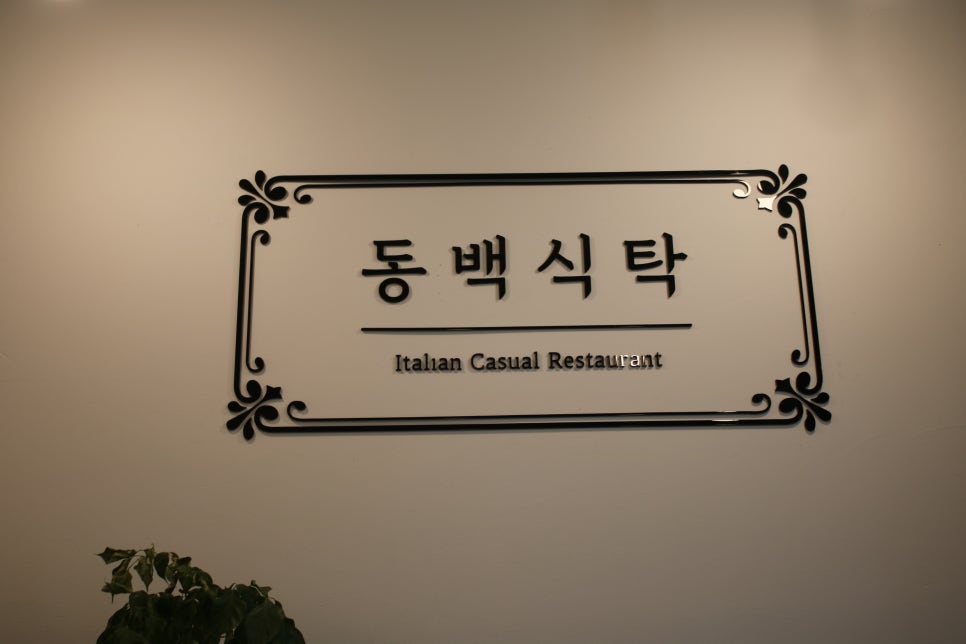 동백식탁
Italian Casual Restaurant